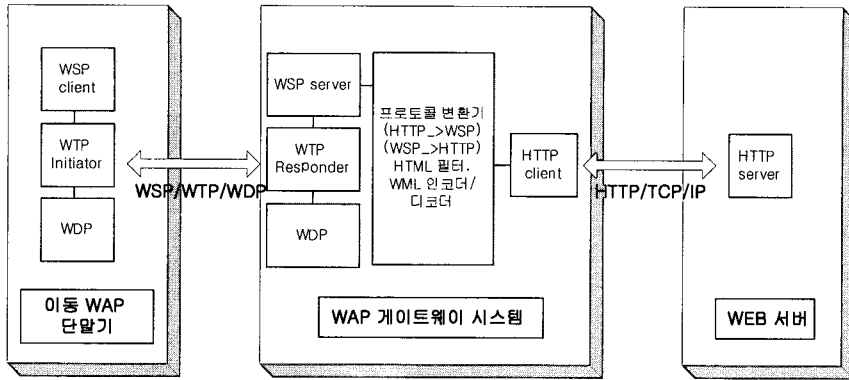 WSP
client
WTP
Initiator
WDP
이동 WAP
단말기
WSP/WTP/WDP
WSP server
WTP
Responder
WDP
프로토콜 변환기
(HTTP_->WSP)
(WSP_->HTTP)
HTML 필터,
WML 인코더/
디코더
HTTP
client
WAP 게이트웨이 시스템
HTTP/TCP/IP
HTTP
server
WEB 서버